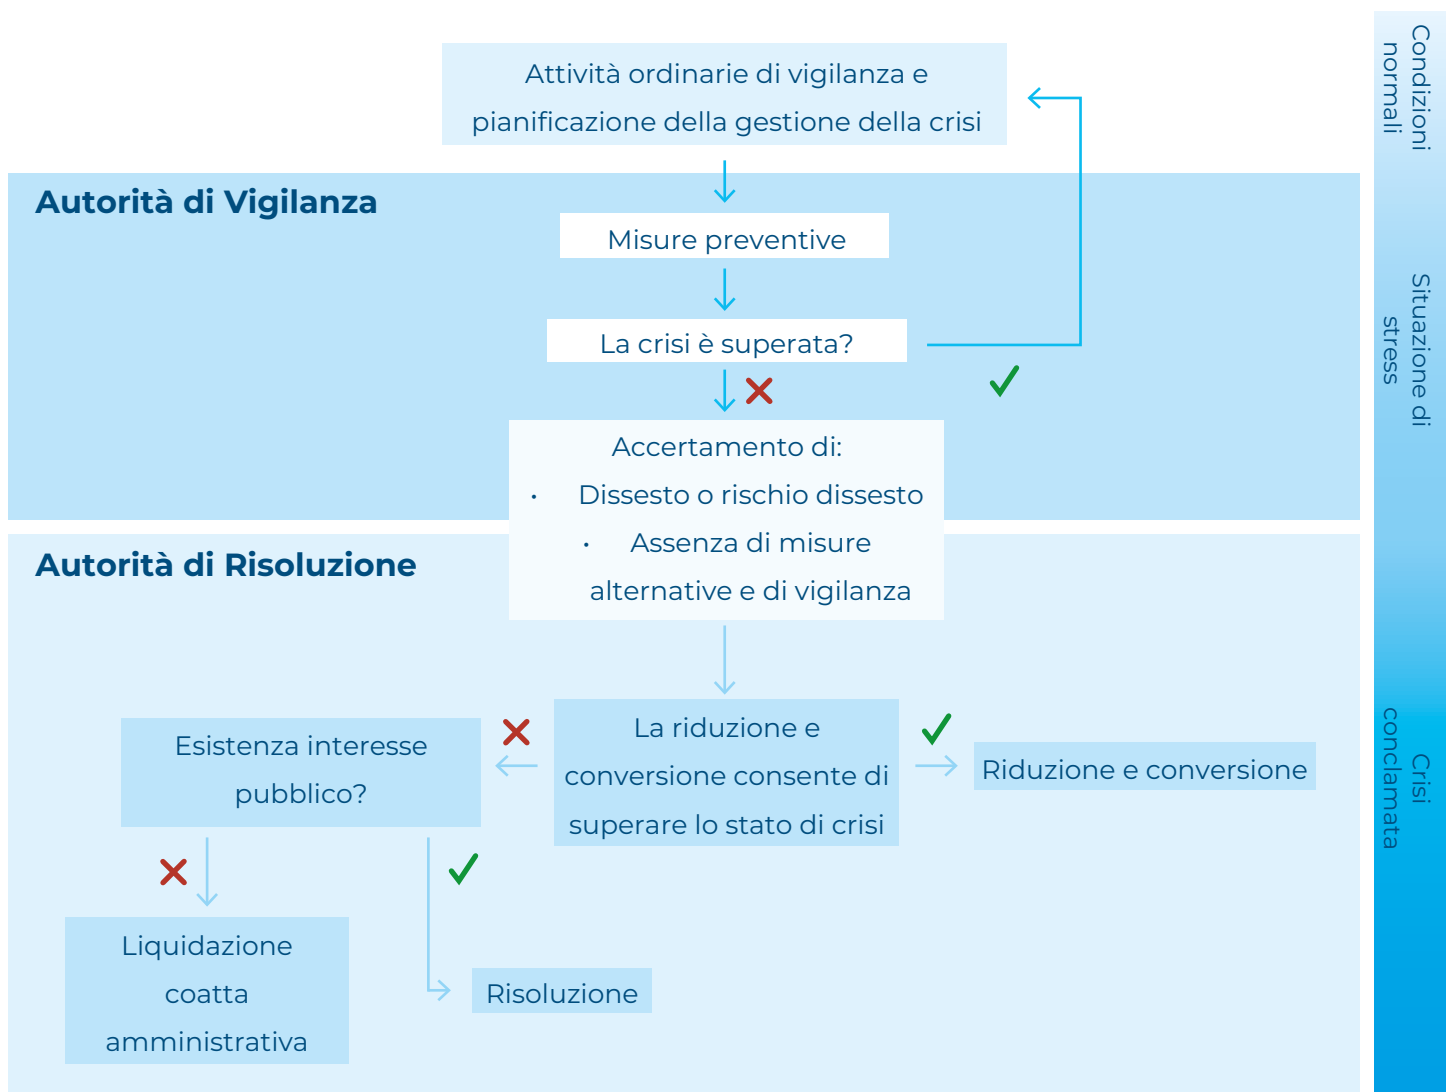 Attività ordinarie di vigilanza e
pianificazione della gestione della crisi
Autorità di Vigilanza
Misure preventive
La crisi è superata?
Accertamento di:
• Dissesto o rischio dissesto
• Assenza di misure
alternative e di vigilanza
Autorità di Risoluzione
La riduzione e
conversione consente di
superare lo stato di crisi
Riduzione e conversione
Esistenza interesse
pubblico?
Liquidazione
coatta
amministrativa
Risoluzione
Condizioni
normali
Situazione di
stress
Crisi
conclamata